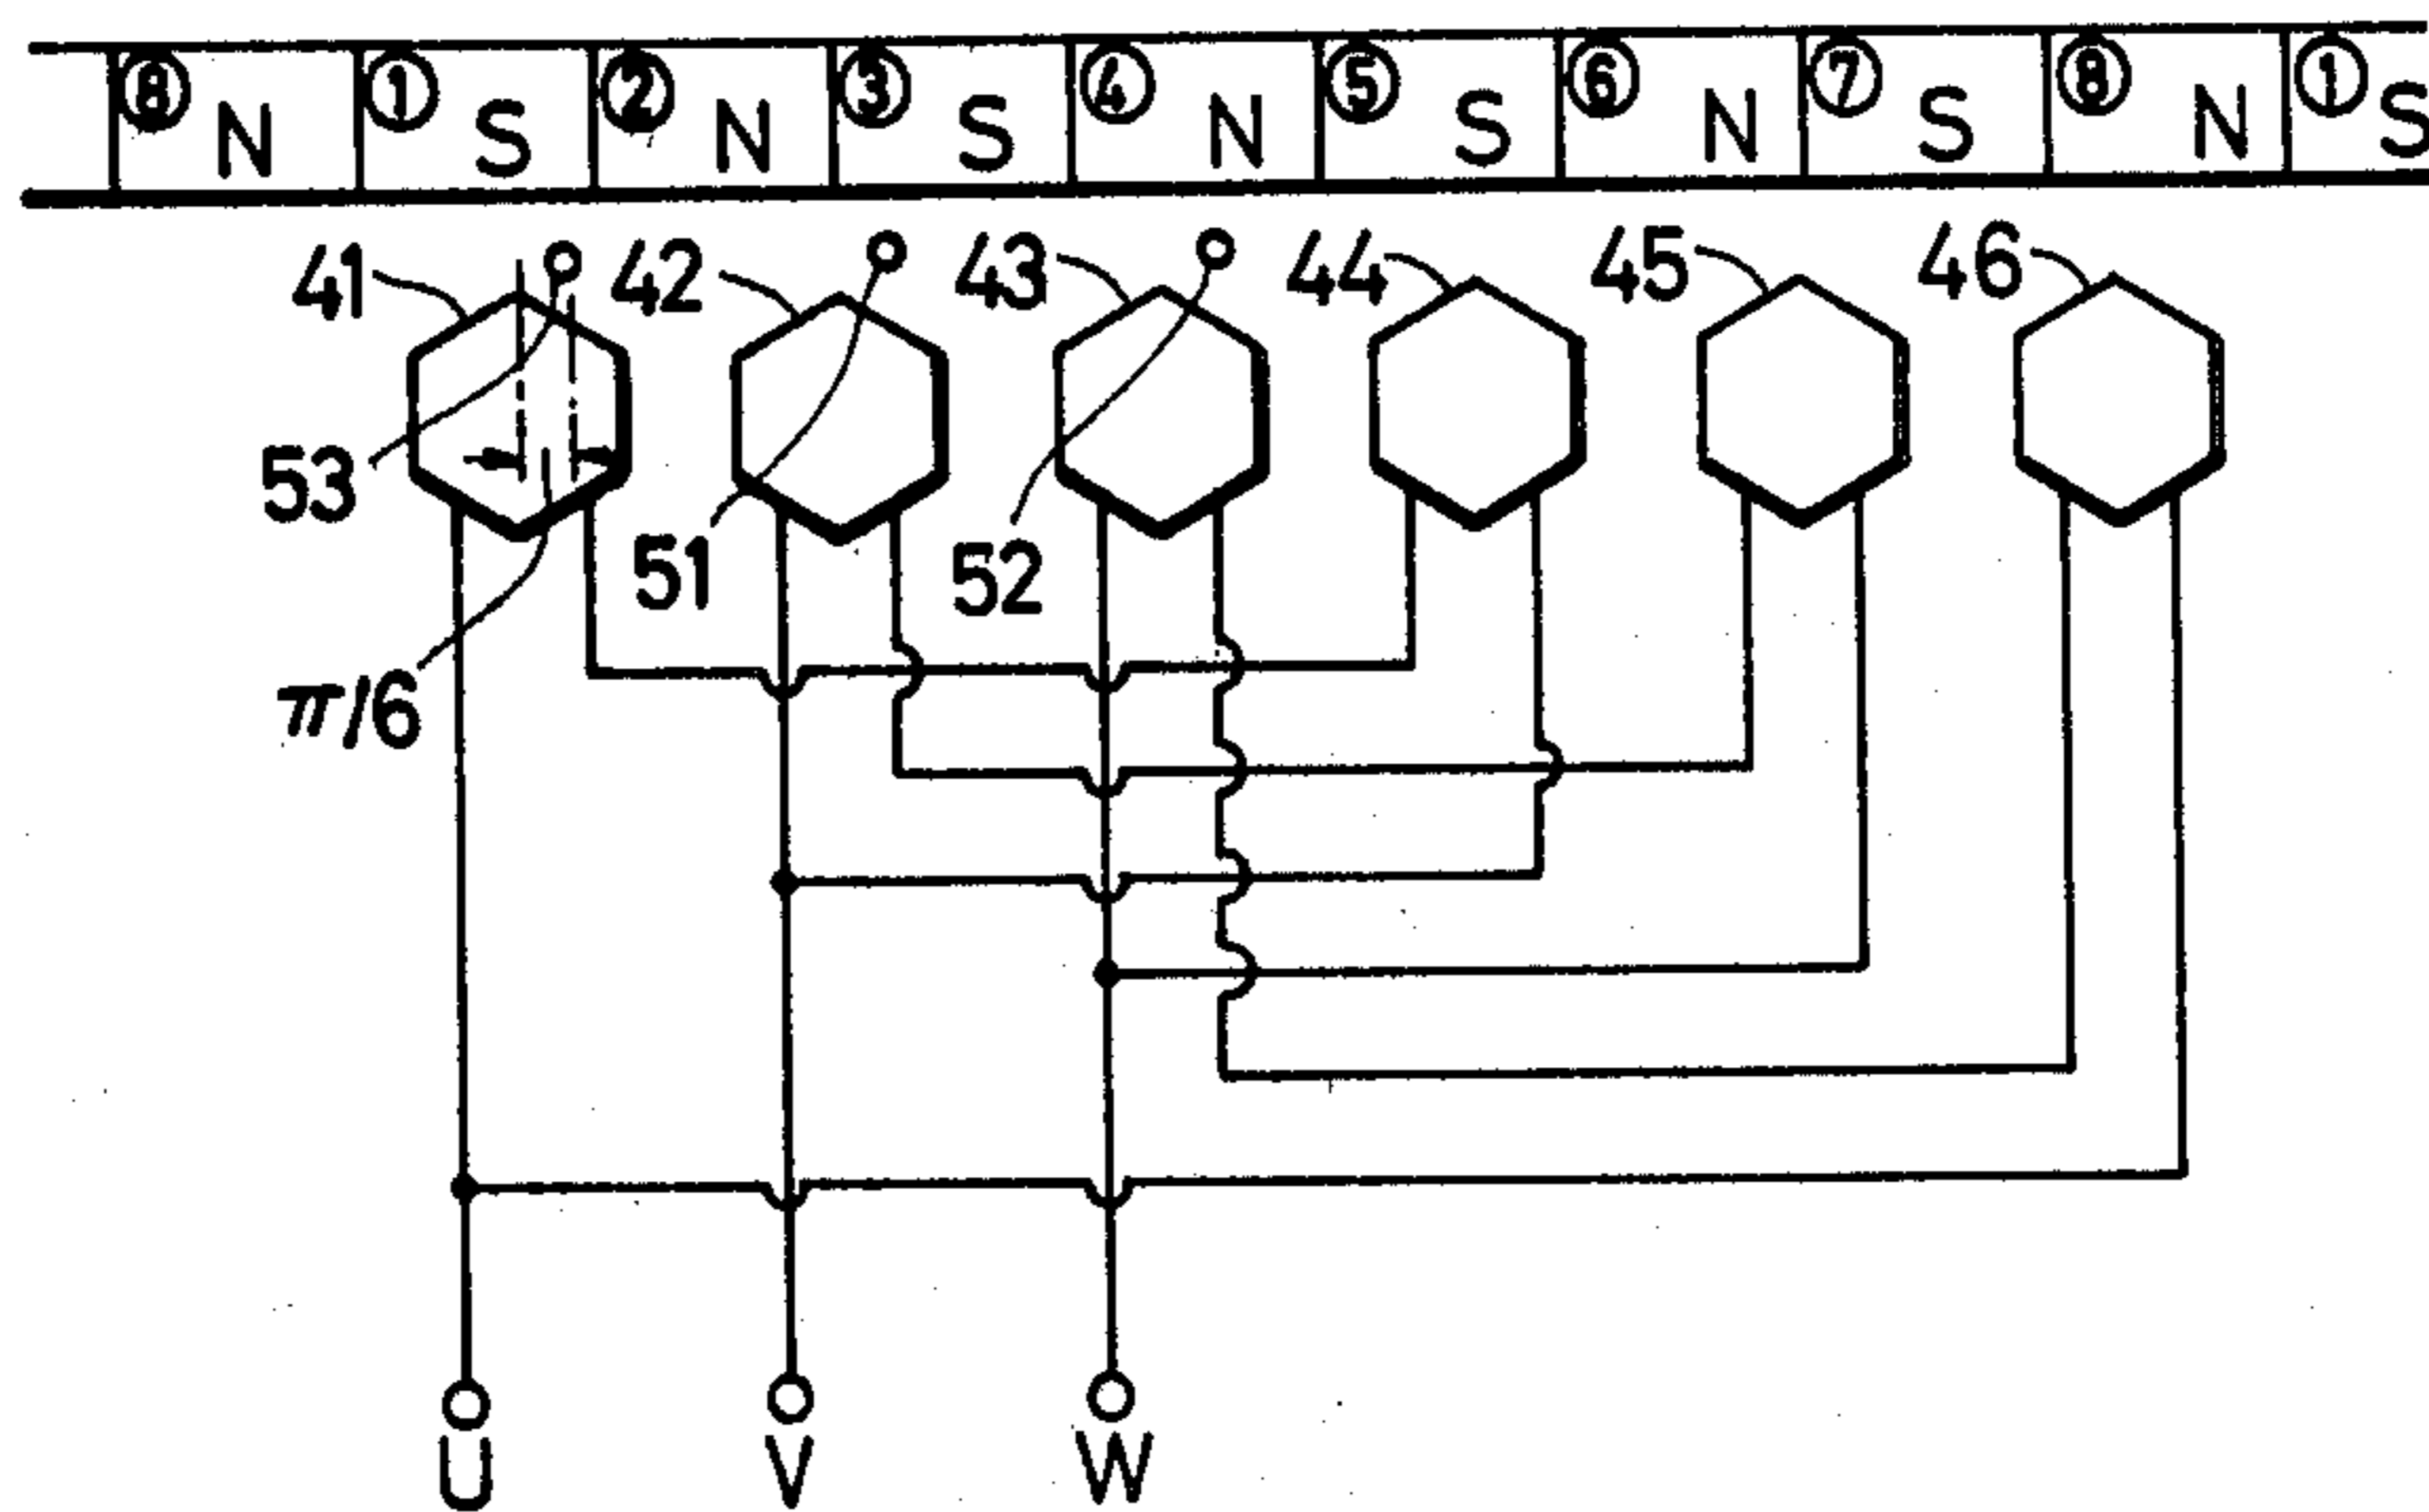 ⑧ N ① S ② N ③ S ④ N ⑤ S ⑥ N ⑦ S ⑧ N ① S
41 42 43 44 45 46
53 51 52
π/6
U V W